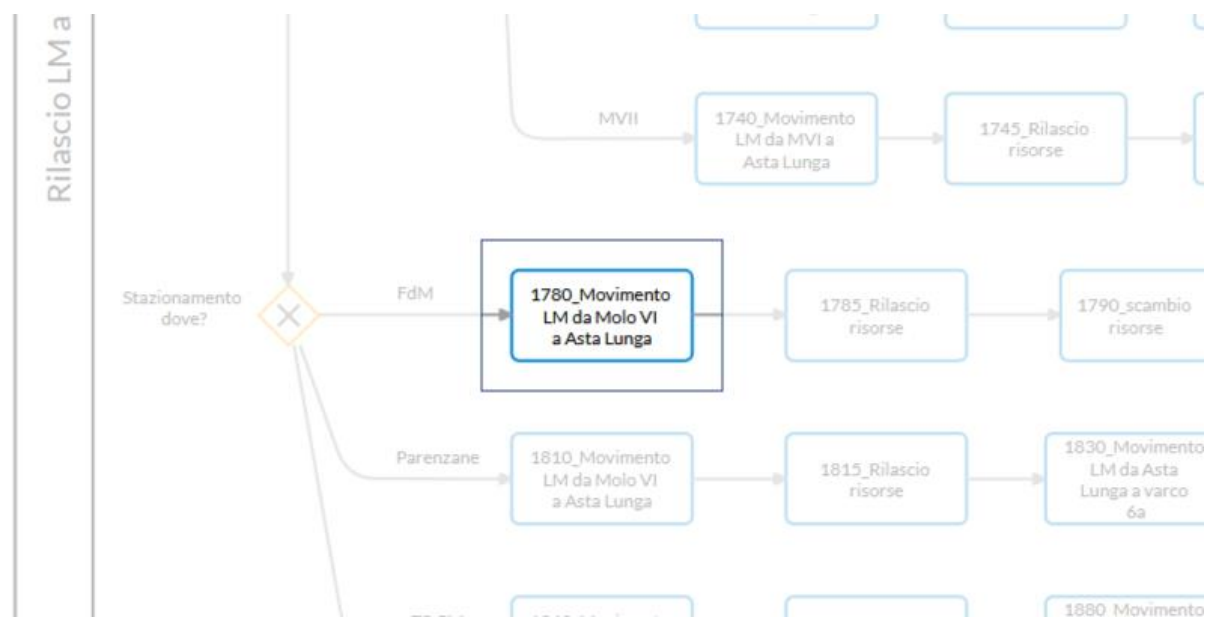 Rilascio LM a
MVII
1740_Movimento
LM da MVI a
Asta Lunga
1745_Rilascio
risorse
Stazionamento
dove?
FdM
1780_Movimento
LM da Molo VI
a Asta Lunga
1785_Rilascio
risorse
1790_scambio
risorse
Parenzane
1810_Movimento
LM da Molo VI
a Asta Lunga
1815_Rilascio
risorse
1830_Movimento
LM da Asta
Lunga a varco
6a
1880_Movimento